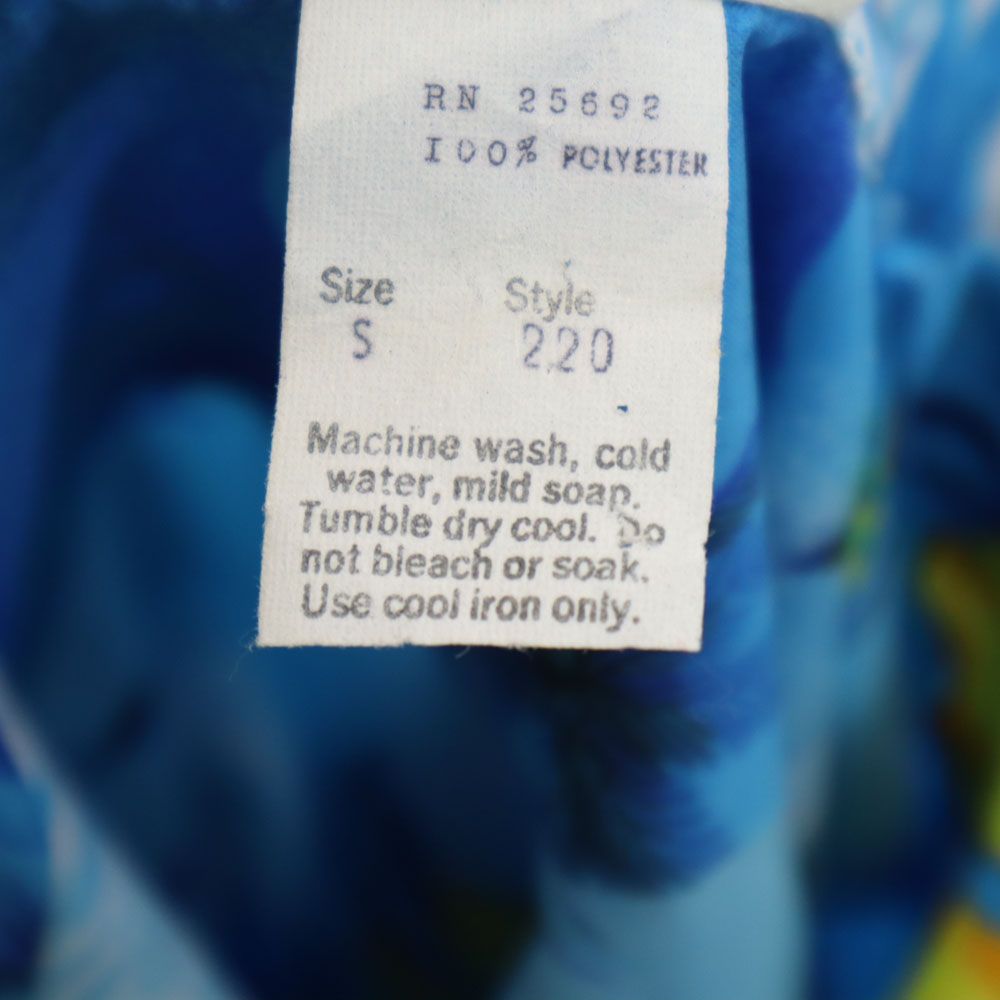 RN 25692
100% POLYESTER
Size Style
S 220
Machine wash, cold
water, mild soap.
Tumble dry cool. Do
not bleach or soak.
Use cool iron only.